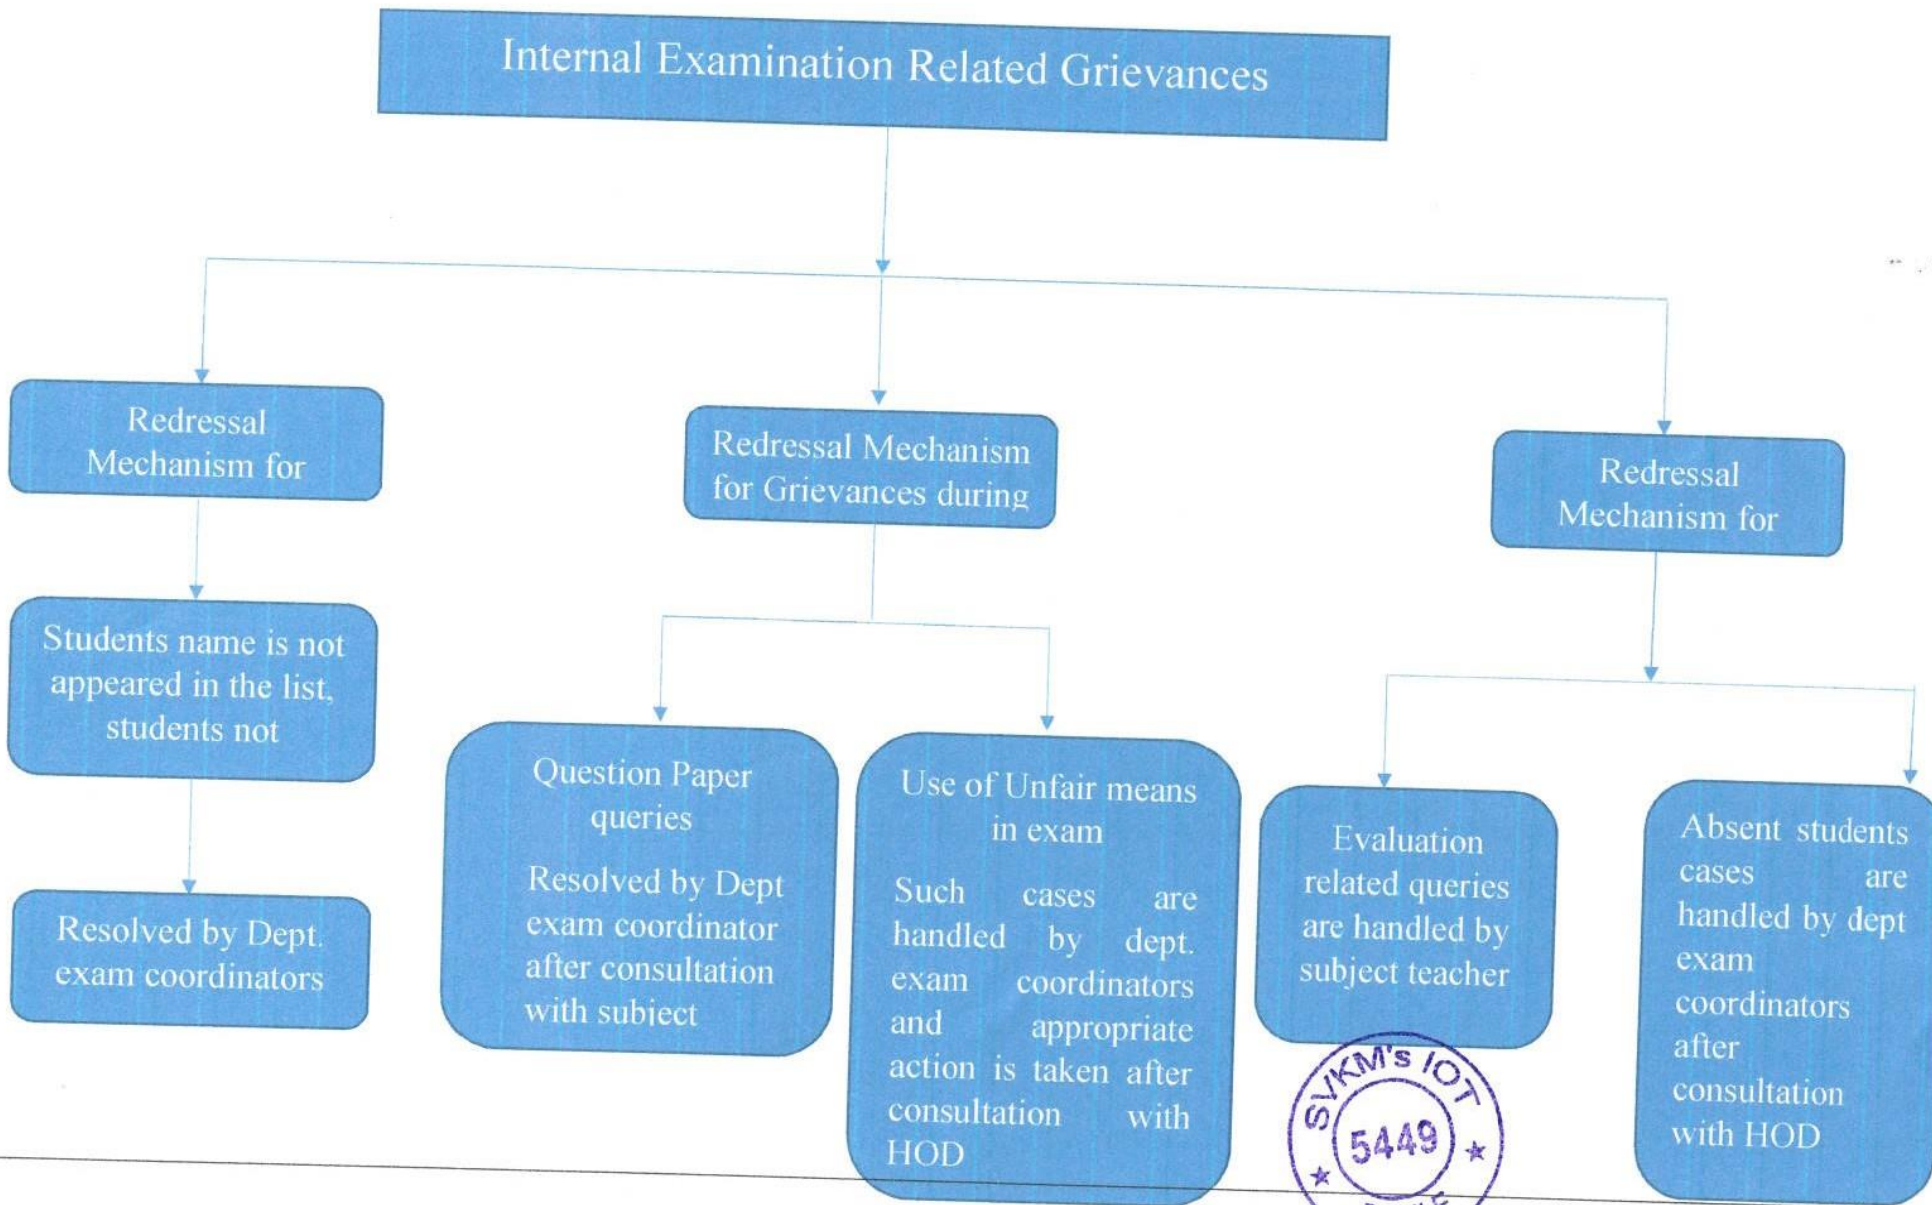 Internal Examination Related Grievances
Redressal
Mechanism for
Redressal Mechanism
for Grievances during
Redressal
Mechanism for
Students name is not
appeared in the list,
students not
Resolved by Dept.
exam coordinators
Question Paper
queries
Resolved by Dept
exam coordinator
after consultation
with subject
Use of Unfair means
in exam
Such cases are
handled by dept.
exam coordinators
and appropriate
action is taken after
consultation with
HOD
Evaluation
related queries
are handled by
subject teacher
Absent students
cases are
handled by dept
exam
coordinators
after
consultation
with HOD
SVKM's IOT
5449